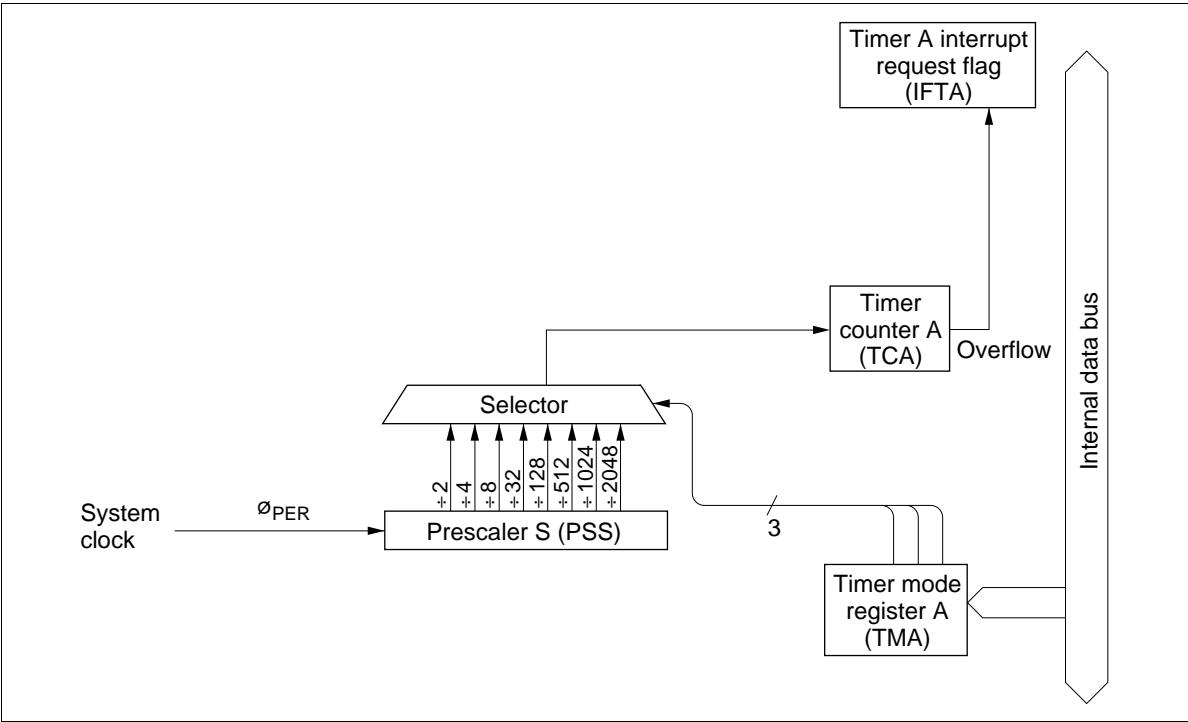 Timer A interrupt
request flag
(IFTA)
Timer
counter A
(TCA)
Overflow
Internal data bus
Selector
÷ 2
÷ 4
÷ 8
÷ 32
÷ 128
÷ 512
÷ 1024
÷ 2048
System
clock
ØPER
Prescaler S (PSS)
3
Timer mode
register A
(TMA)